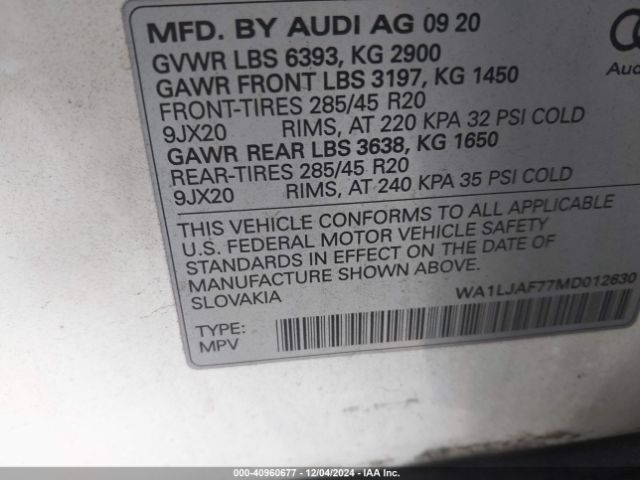 MFD. BY AUDI AG 09 20
GVWR LBS 6393, KG 2900
GAWR FRONT LBS 3197, KG 1450
FRONT-TIRES 285/45 R20
9JX20 RIMS, AT 220 KPA 32 PSI COLD
GAWR REAR LBS 3638, KG 1650
REAR-TIRES 285/45 R20
9JX20 RIMS, AT 240 KPA 35 PSI COLD
Aud
THIS VEHICLE CONFORMS TO ALL APPLICABLE
U.S. FEDERAL MOTOR VEHICLE SAFETY
STANDARDS IN EFFECT ON THE DATE OF
MANUFACTURE SHOWN ABOVE.
SLOVAKIA
WA1LJAF77MD012630
TYPE:
MPV
000-40960677 - 12/04/2024 - IAA Inc.